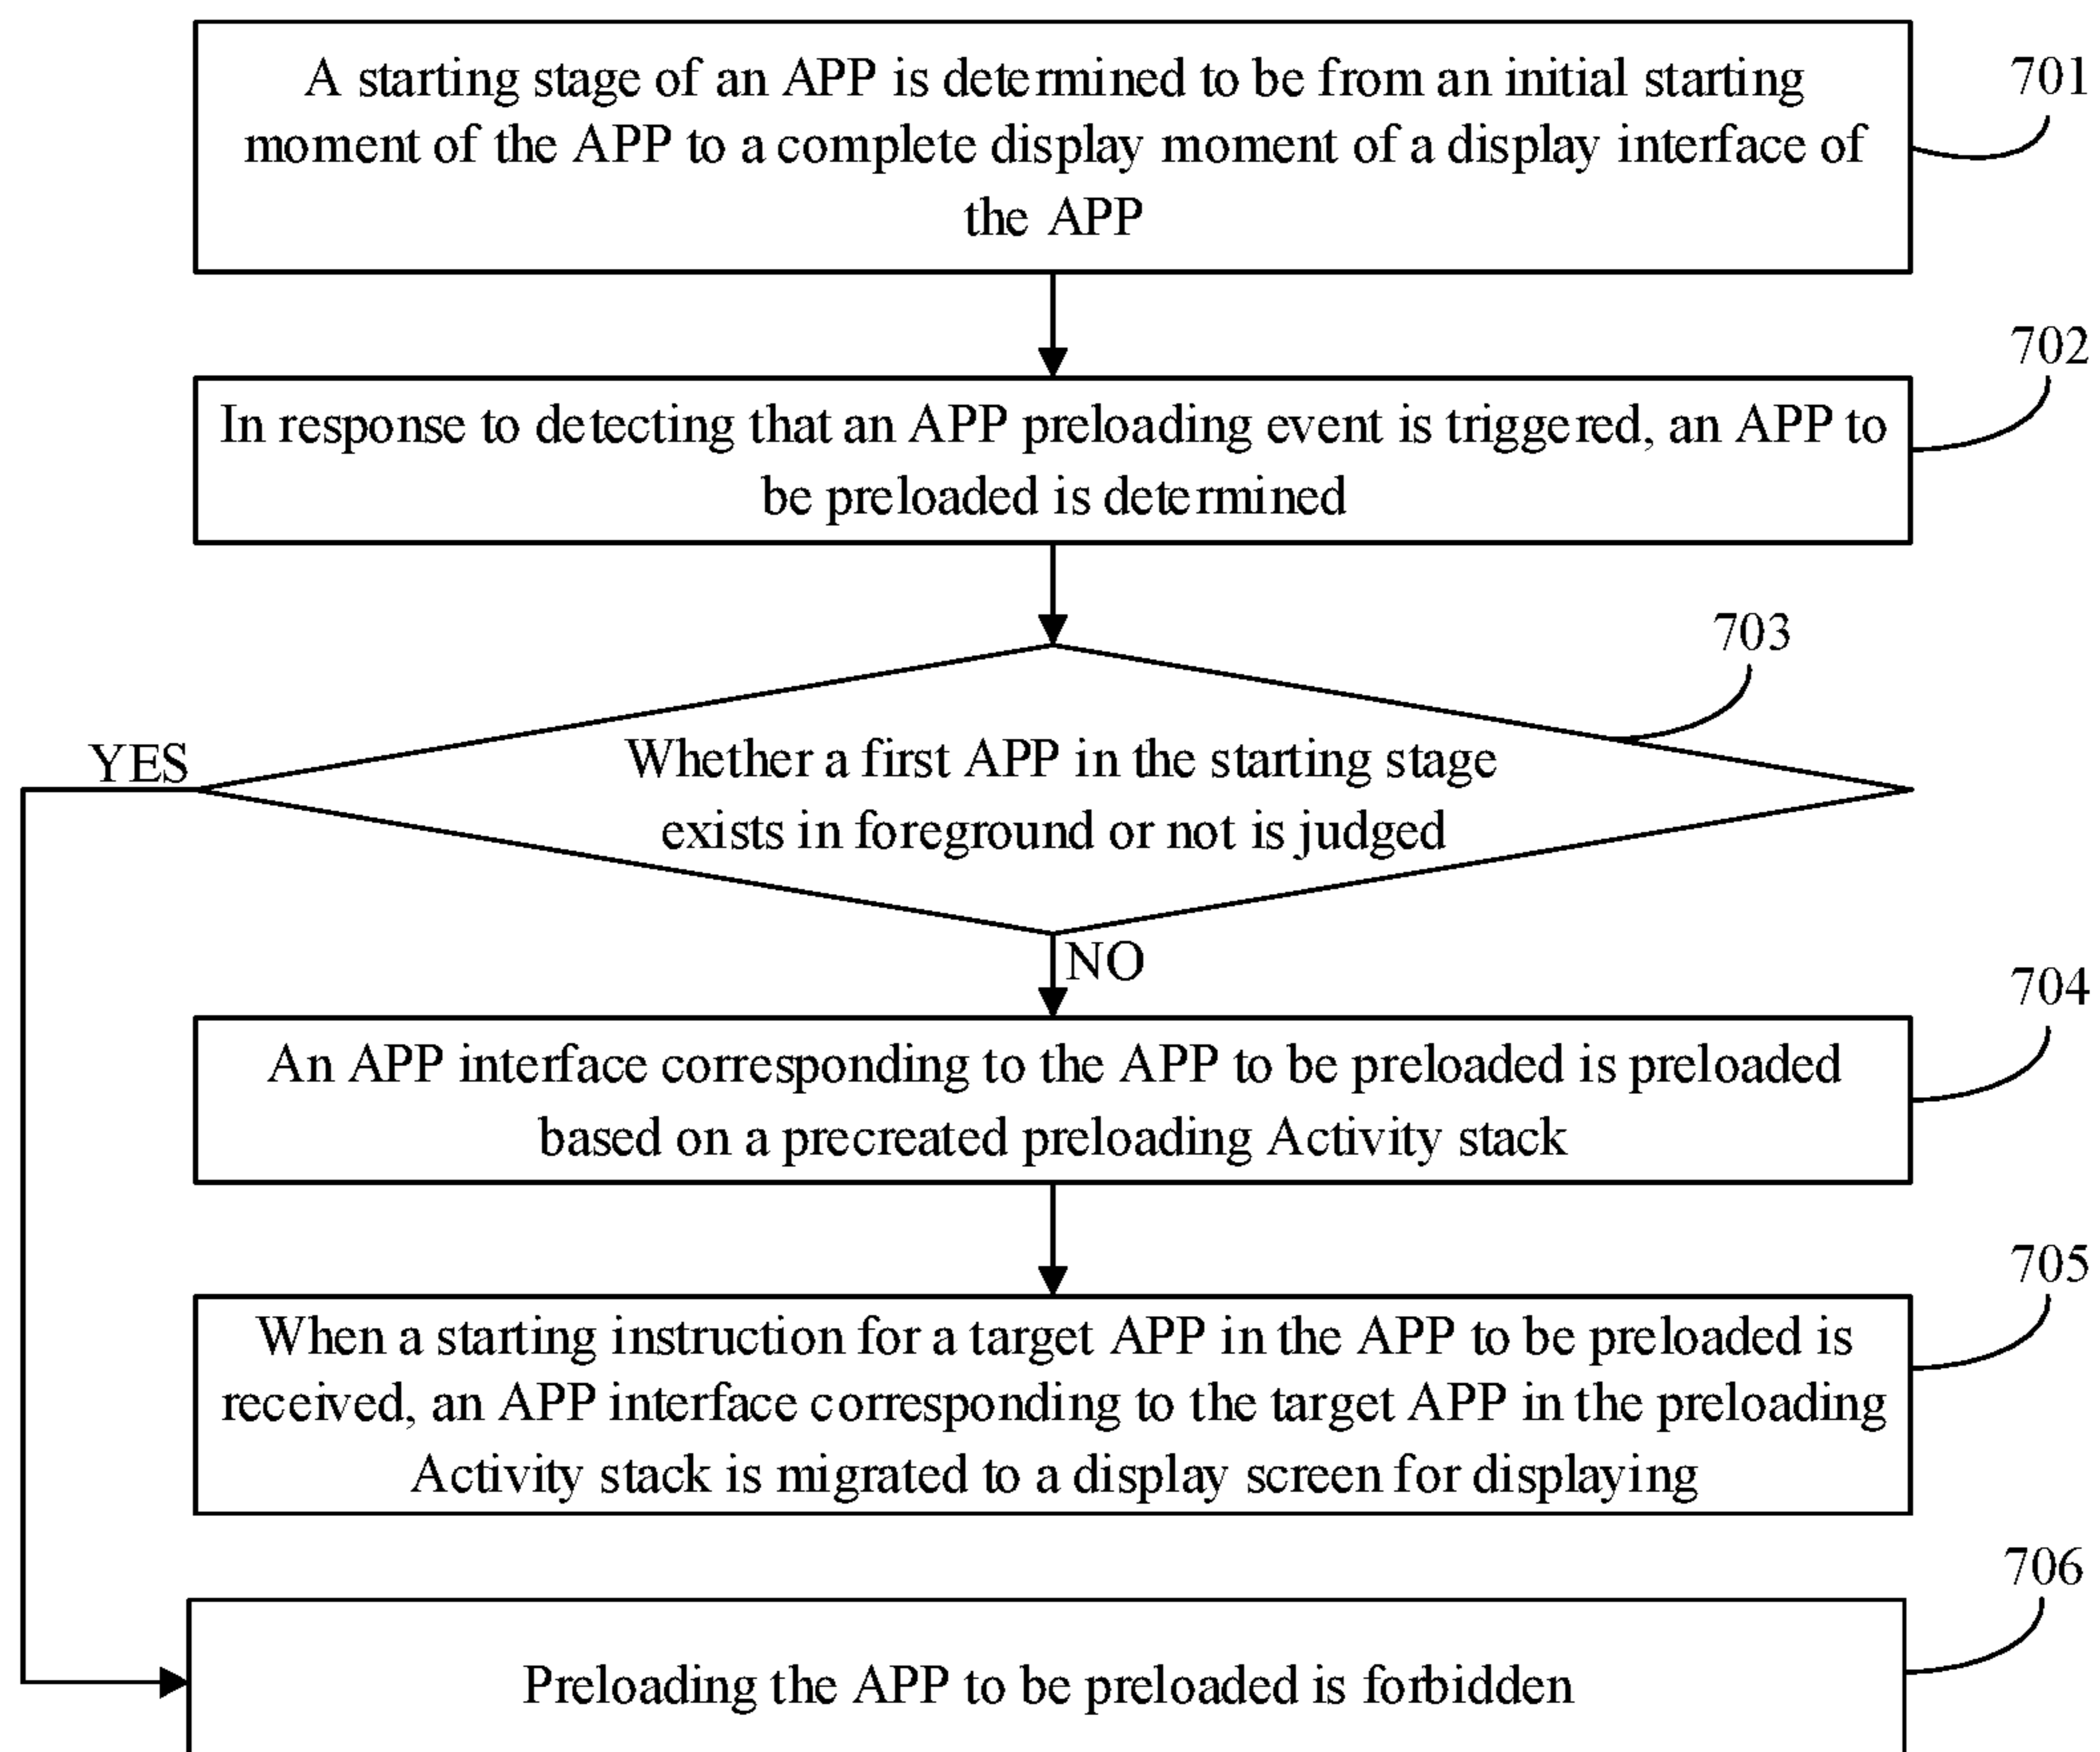 A starting stage of an APP is determined to be from an initial starting
moment of the APP to a complete display moment of a display interface of
the APP
701
In response to detecting that an APP preloading event is triggered, an APP to
be preloaded is determined
702
Whether a first APP in the starting stage
exists in foreground or not is judged
703
YES
NO
An APP interface corresponding to the APP to be preloaded is preloaded
based on a precreated preloading Activity stack
704
When a starting instruction for a target APP in the APP to be preloaded is
received, an APP interface corresponding to the target APP in the preloading
Activity stack is migrated to a display screen for displaying
705
Preloading the APP to be preloaded is forbidden
706